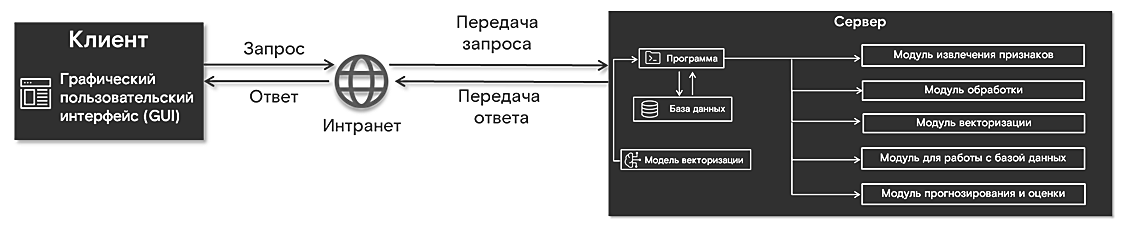 Клиент
Графический
пользовательский
интерфейс (GUI)
Запрос
Ответ
Интранет
Передача
запроса
Передача
ответа
Сервер
Программа
База данных
Модель векторизации
Модуль извлечения признаков
Модуль обработки
Модуль векторизации
Модуль для работы с базой данных
Модуль прогнозирования и оценки